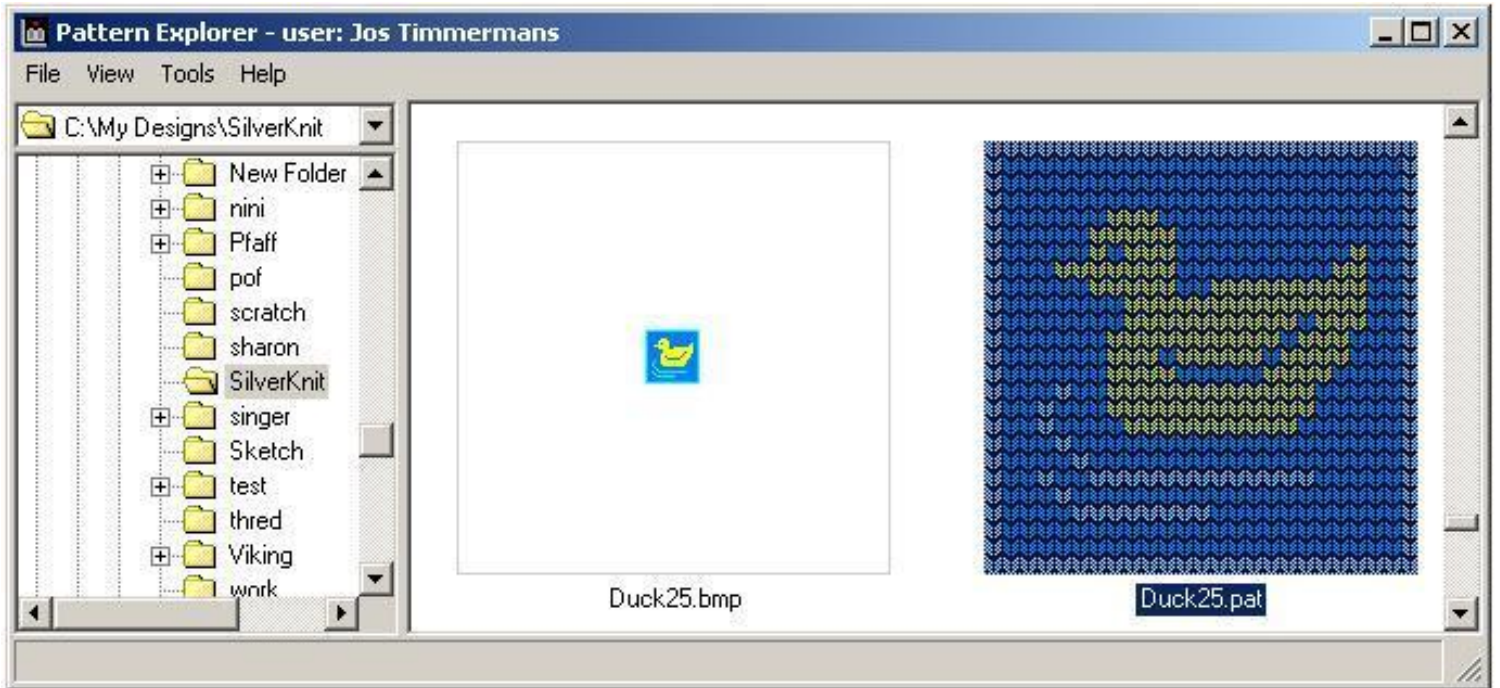 Pattern Explorer - user: Jos Timmermans
File View Tools Help
C:\My Designs\SilverKnit
New Folder
nini
Pfaff
pof
scratch
sharon
SilverKnit
singer
Sketch
test
thred
Viking
work
Duck25.bmp
Duck25.pat